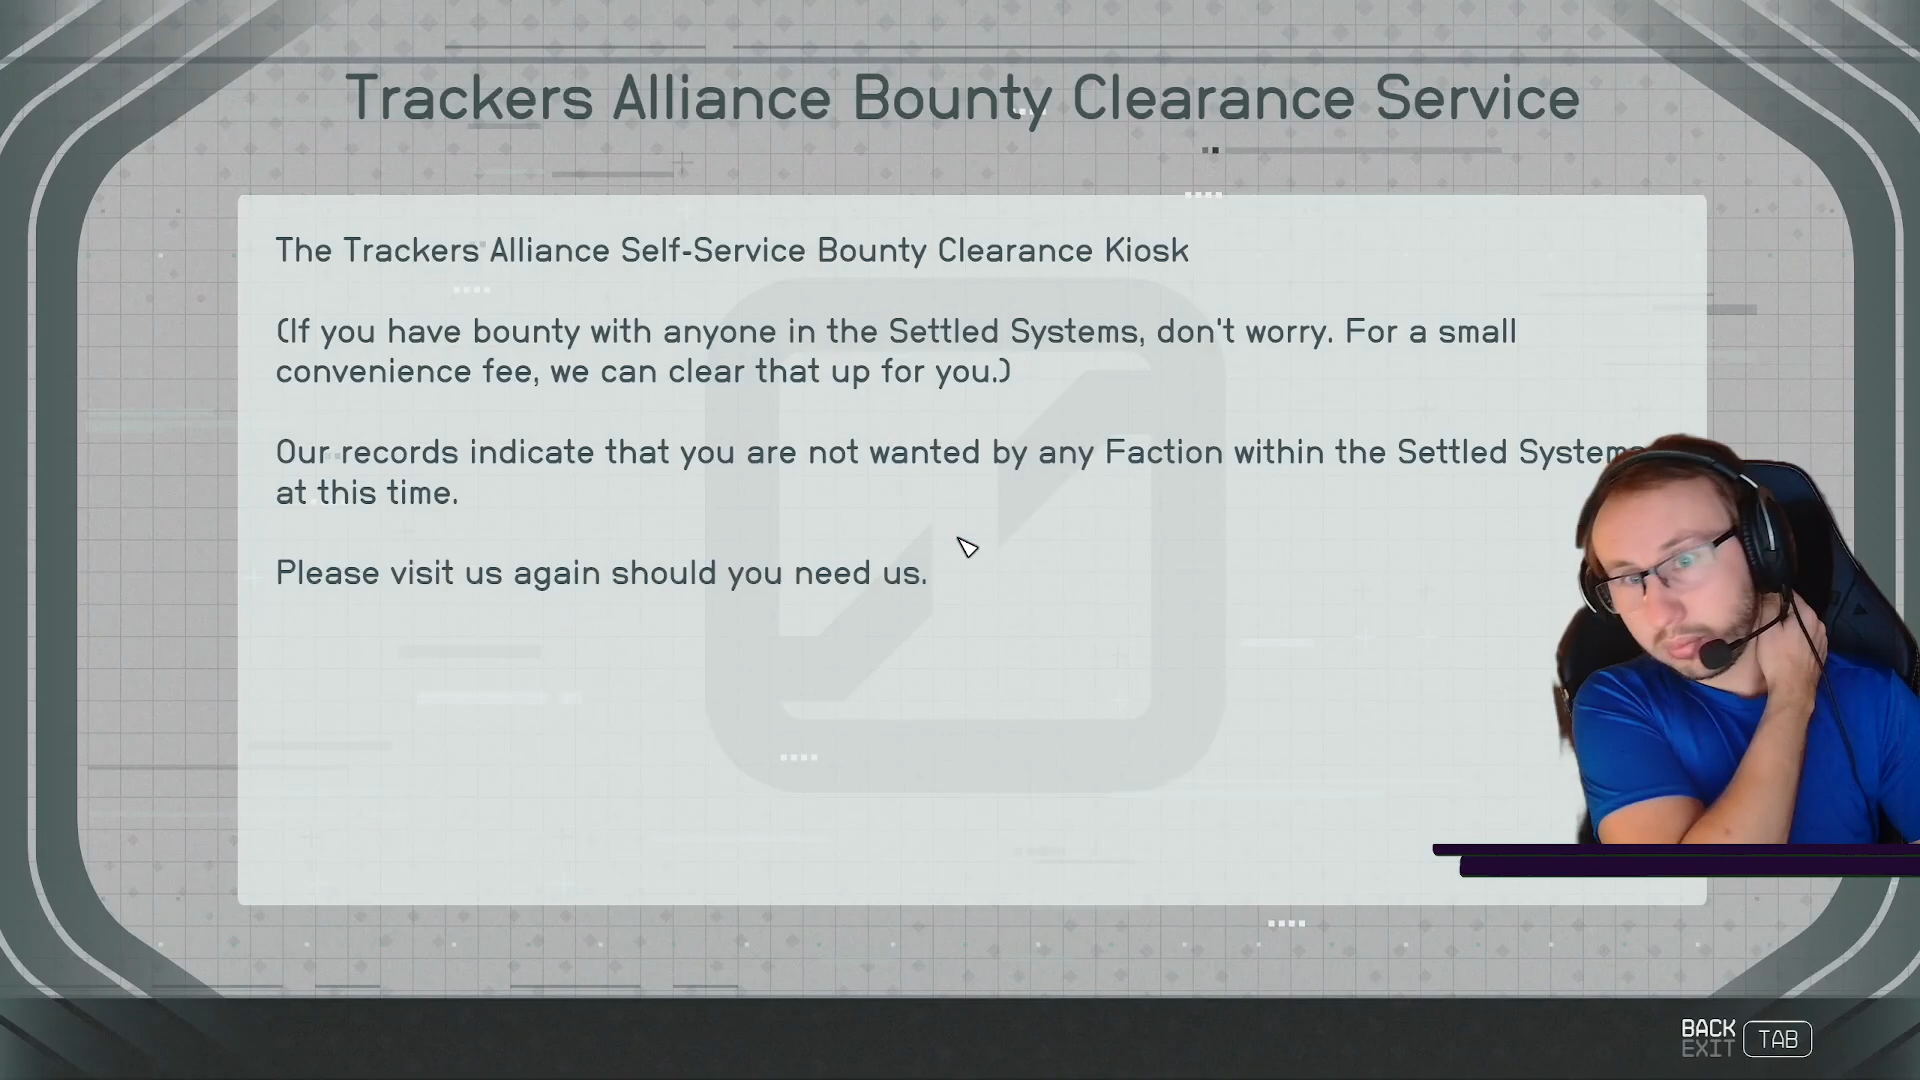 Trackers Alliance Bounty Clearance Service
The Trackers Alliance Self-Service Bounty Clearance Kiosk
(If you have bounty with anyone in the Settled Systems, don't worry. For a small
convenience fee, we can clear that up for you.)
Our records indicate that you are not wanted by any Faction within the Settled Systems
at this time.
Please visit us again should you need us.
BACK
EXIT
TAB